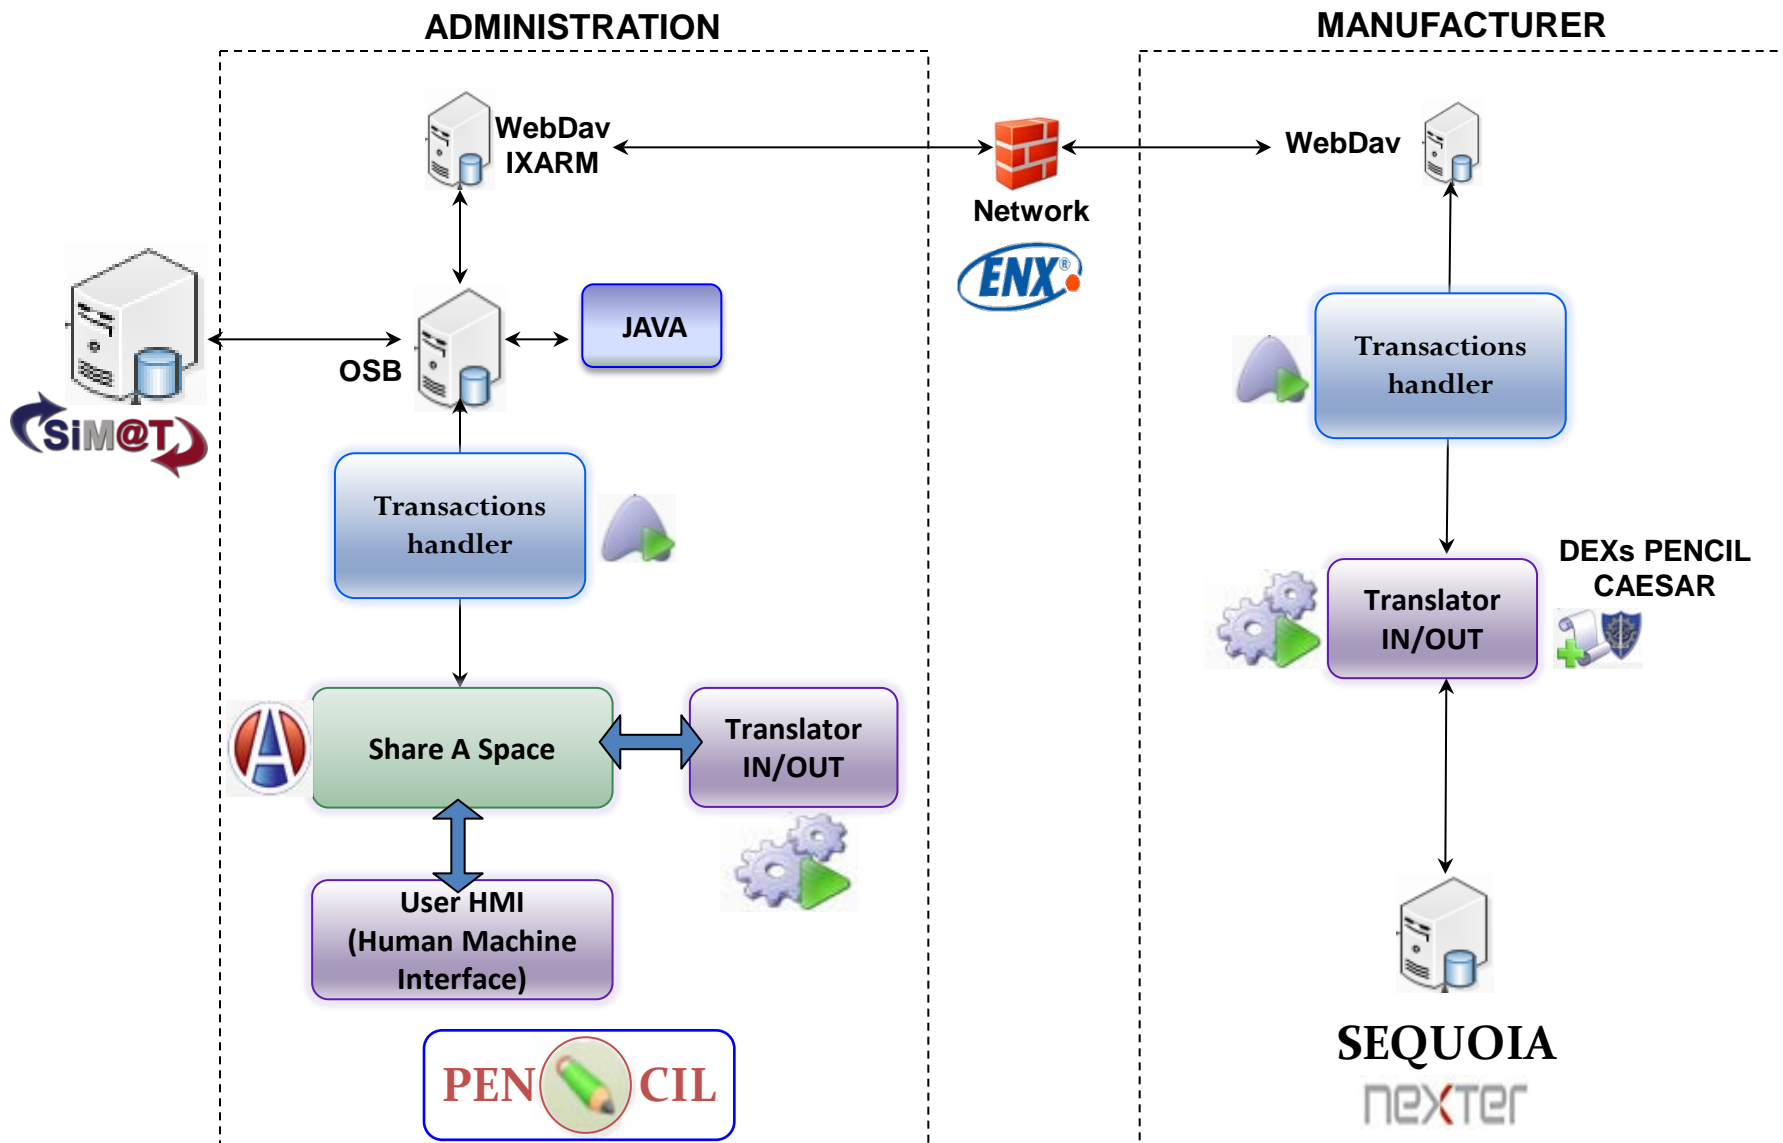 ADMINISTRATION
MANUFACTURER
WebDav
IXARM
WebDav
Network
ENX®
JAVA
OSB
SiM@T
Transactions
handler
Transactions
handler
DEXs PENCIL
CAESAR
Translator
IN/OUT
Share A Space
Translator
IN/OUT
User HMI
(Human Machine
Interface)
SEQUOIA
nexter
PEN CIL